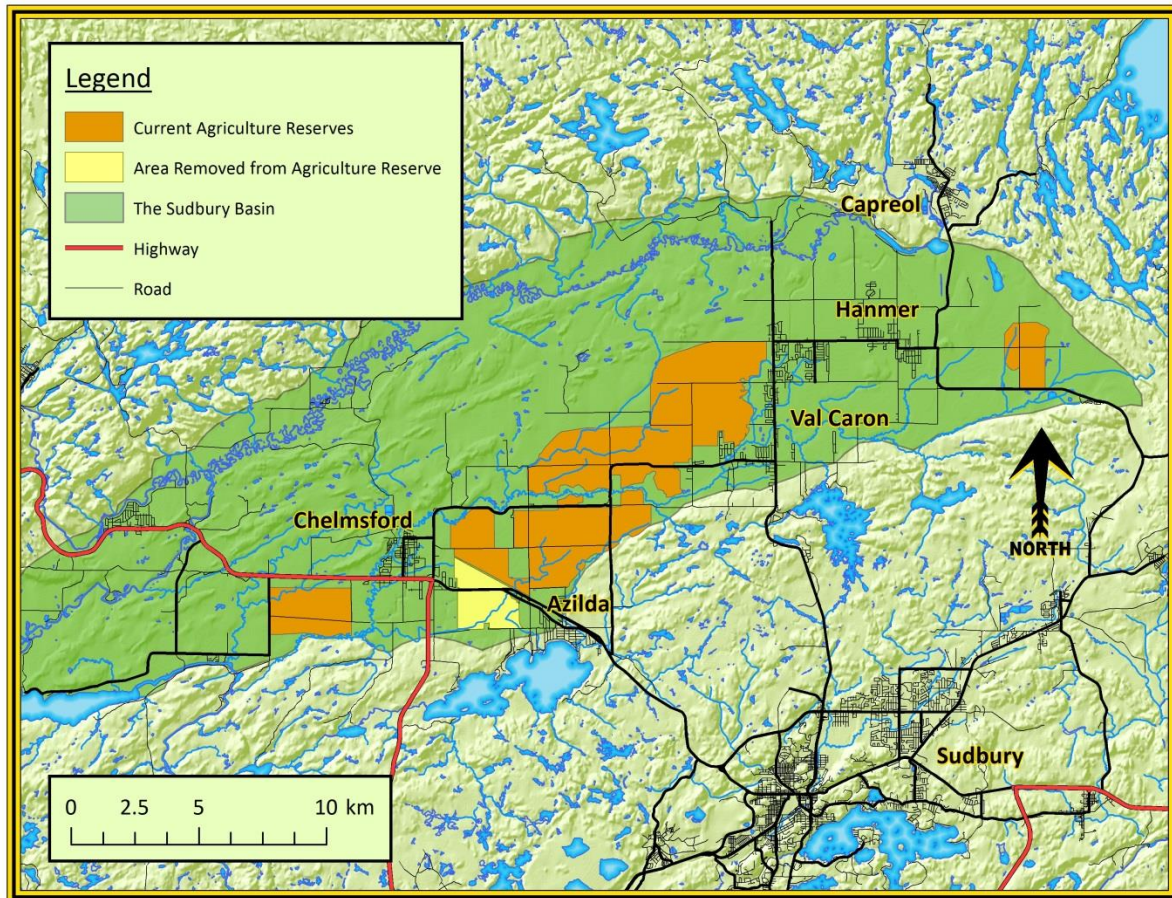 Legend
Current Agriculture Reserves
Area Removed from Agriculture Reserve
The Sudbury Basin
Highway
Road
Capreol
Hanmer
Val Caron
Chelmsford
NORTH
Azilda
Sudbury
0 2.5 5 10 km